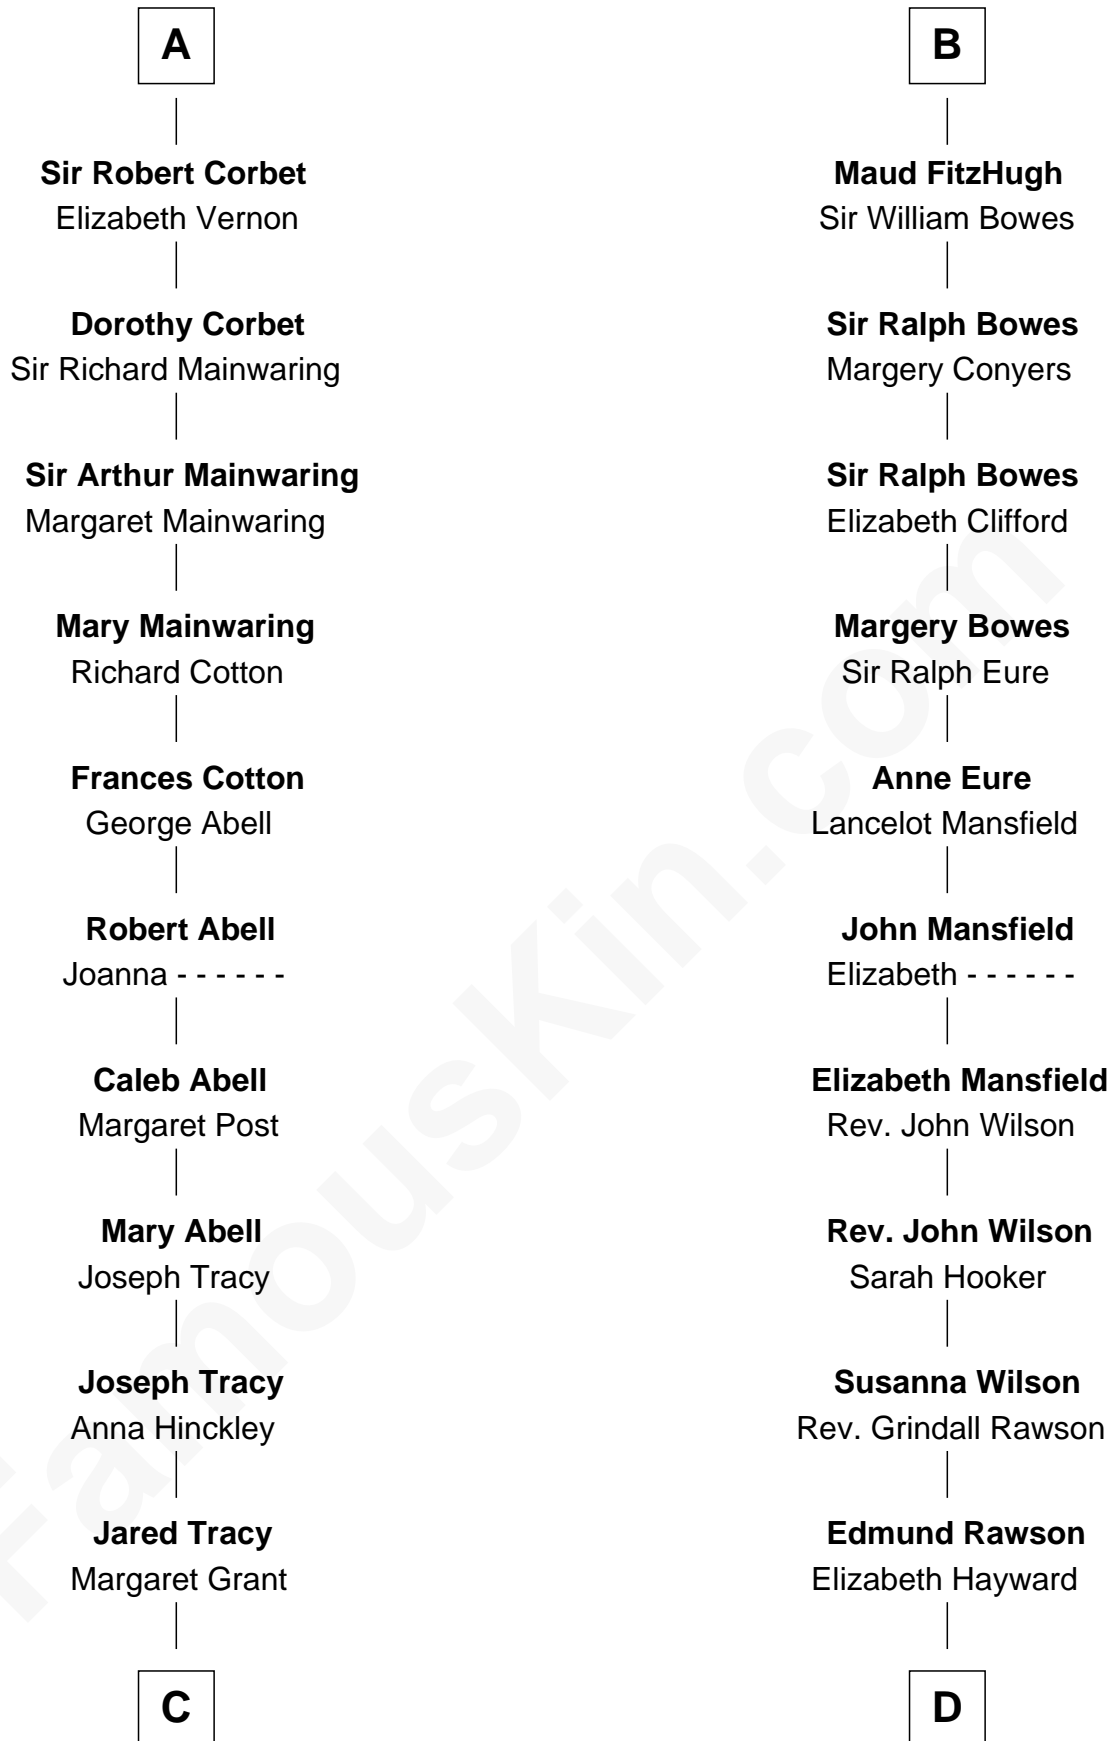 A
Sir Robert Corbet
Elizabeth Vernon
Dorothy Corbet
Sir Richard Mainwaring
Sir Arthur Mainwaring
Margaret Mainwaring
Mary Mainwaring
Richard Cotton
Frances Cotton
George Abell
Robert Abell
Joanna - - - - - -
Caleb Abell
Margaret Post
Mary Abell
Joseph Tracy
Joseph Tracy
Anna Hinckley
Jared Tracy
Margaret Grant
C
B
Maud FitzHugh
Sir William Bowes
Sir Ralph Bowes
Margery Conyers
Sir Ralph Bowes
Elizabeth Clifford
Margery Bowes
Sir Ralph Eure
Anne Eure
Lancelot Mansfield
John Mansfield
Elizabeth - - - - - -
Elizabeth Mansfield
Rev. John Wilson
Rev. John Wilson
Sarah Hooker
Susanna Wilson
Rev. Grindall Rawson
Edmund Rawson
Elizabeth Hayward
D
FamousKin.com